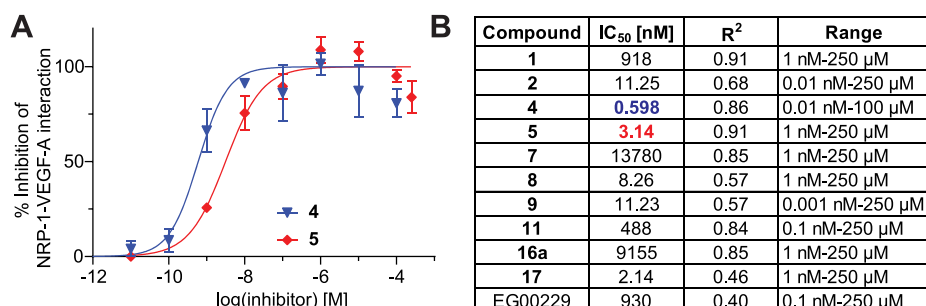 A
% Inhibition of
NRP-1-VEGF-A interaction
100
50
0
-12 -10 -8 -6 -4 -2
log(inhibitor) [M]
4
5
B
Compound IC50 [nM] R2 Range
1 918 0.91 1 nM-250 µM
2 11.25 0.68 0.01 nM-250 µM
4 0.598 0.86 0.01 nM-100 µM
5 3.14 0.91 1 nM-250 µM
7 13780 0.85 1 nM-250 µM
8 8.26 0.57 1 nM-250 µM
9 11.23 0.57 0.001 nM-250 µM
11 488 0.84 0.1 nM-250 µM
16a 9155 0.85 1 nM-250 µM
17 2.14 0.46 1 nM-250 µM
EG00229 930 0.40 0.1 nM-250 µM